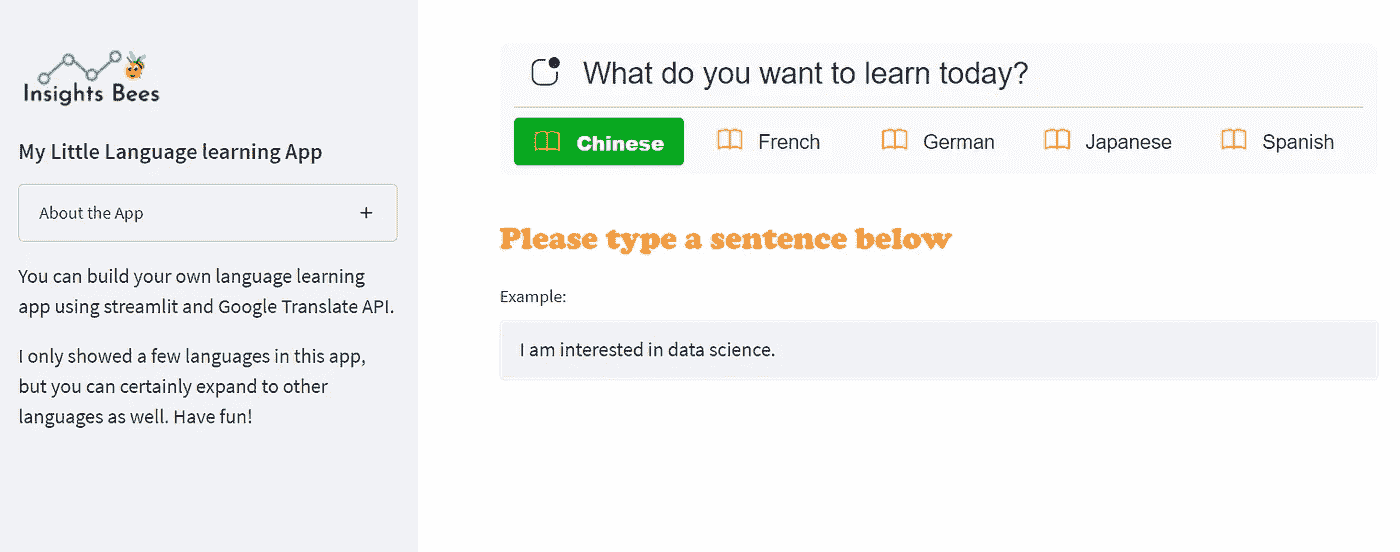 Insights Bees
My Little Language learning App
About the App
You can build your own language learning
app using streamlit and Google Translate API.
I only showed a few languages in this app,
but you can certainly expand to other
languages as well. Have fun!
What do you want to learn today?
Chinese French German Japanese Spanish
Please type a sentence below
Example:
I am interested in data science.